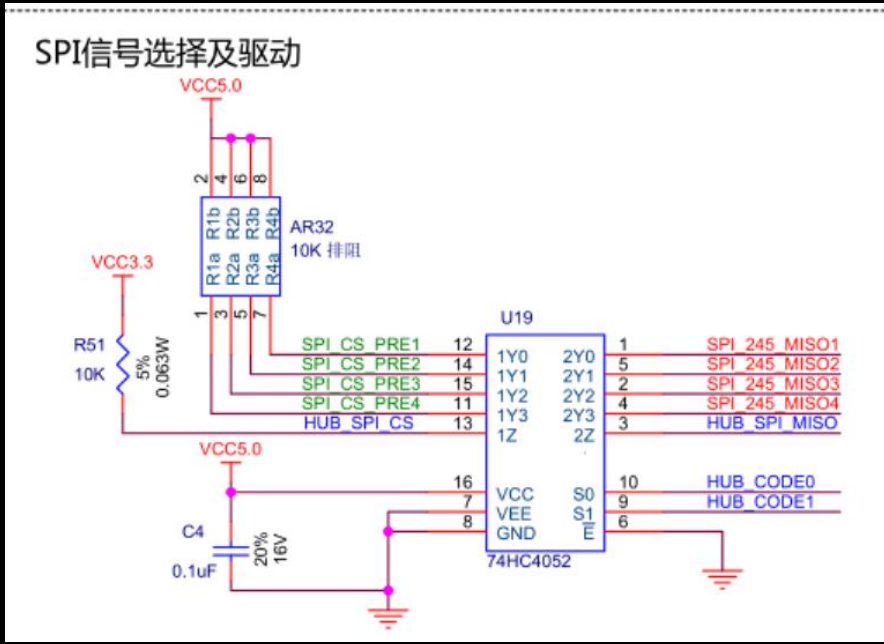 SPI信号选择及驱动
VCC5.0
2 4 6 8
R1b R2b R3b R4b
R1a R2a R3a R4a
AR32
10K 排阻
1 3 5 7
VCC3.3
R51
10K
5%
0.063W
U19
SPI_CS_PRE1 12 1Y0 2Y0 1 SPI_245_MISO1
SPI_CS_PRE2 14 1Y1 2Y1 5 SPI_245_MISO2
SPI_CS_PRE3 15 1Y2 2Y2 2 SPI_245_MISO3
SPI_CS_PRE4 11 1Y3 2Y3 4 SPI_245_MISO4
HUB_SPI_CS 13 1Z 2Z 3 HUB_SPI_MISO
VCC5.0
16 VCC S0 10 HUB_CODE0
7 VEE S1 9 HUB_CODE1
8 GND E 6
74HC4052
C4
0.1uF
20%
16V